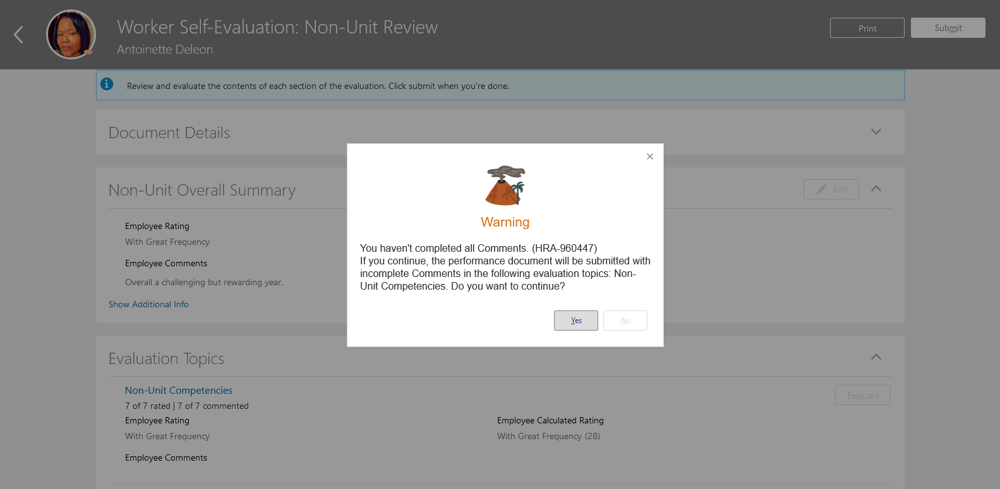 Worker Self-Evaluation: Non-Unit Review
Antoinette Deleon
Print
Submit
Review and evaluate the contents of each section of the evaluation. Click submit when you're done.
Document Details
Non-Unit Overall Summary
Edit
Employee Rating
With Great Frequency
Employee Comments
Overall a challenging but rewarding year.
Show Additional Info
Warning
You haven't completed all Comments. (HRA-960447)
If you continue, the performance document will be submitted with
incomplete Comments in the following evaluation topics: Non-
Unit Competencies. Do you want to continue?
Yes
No
Evaluation Topics
Non-Unit Competencies
Evaluate
7 of 7 rated | 7 of 7 commented
Employee Rating
Employee Calculated Rating
With Great Frequency
With Great Frequency (28)
Employee Comments